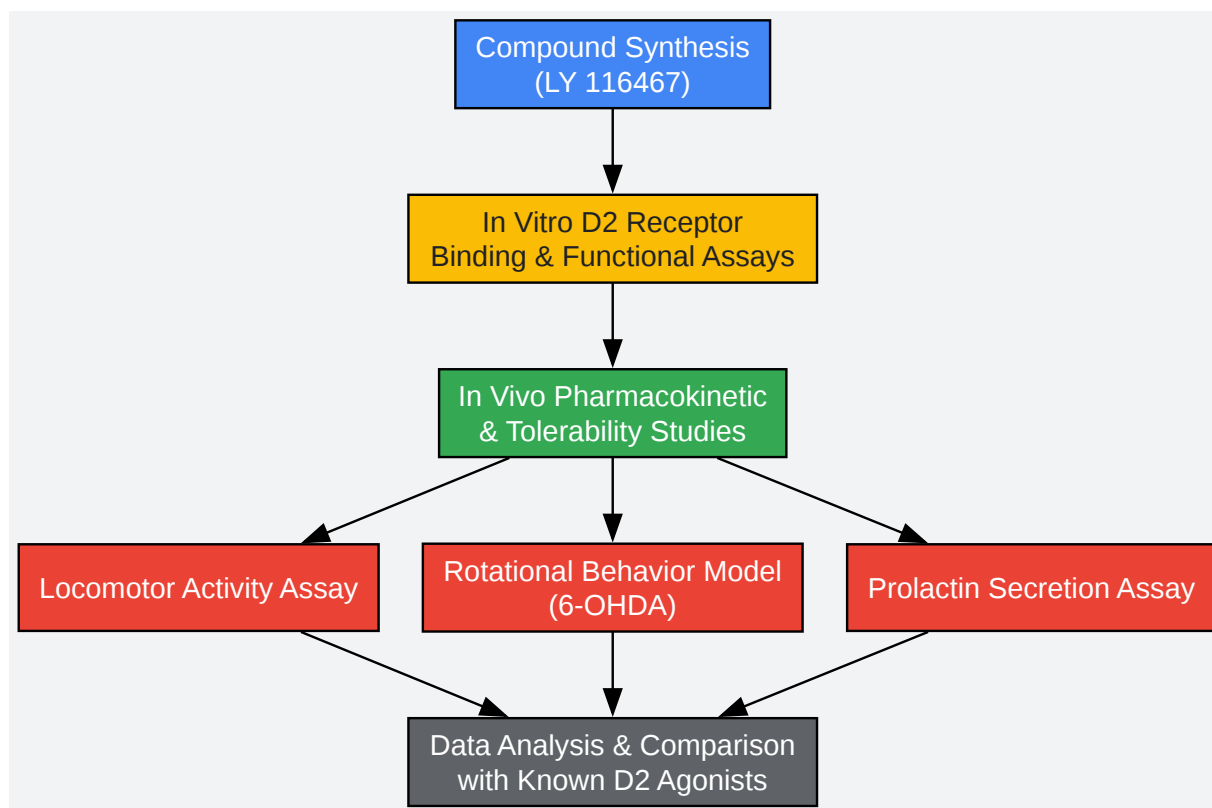 Compound Synthesis
(LY 116467)
In Vitro D2 Receptor
Binding & Functional Assays
In Vivo Pharmacokinetic
& Tolerability Studies
Locomotor Activity Assay
Rotational Behavior Model
(6-OHDA)
Prolactin Secretion Assay
Data Analysis & Comparison
with Known D2 Agonists